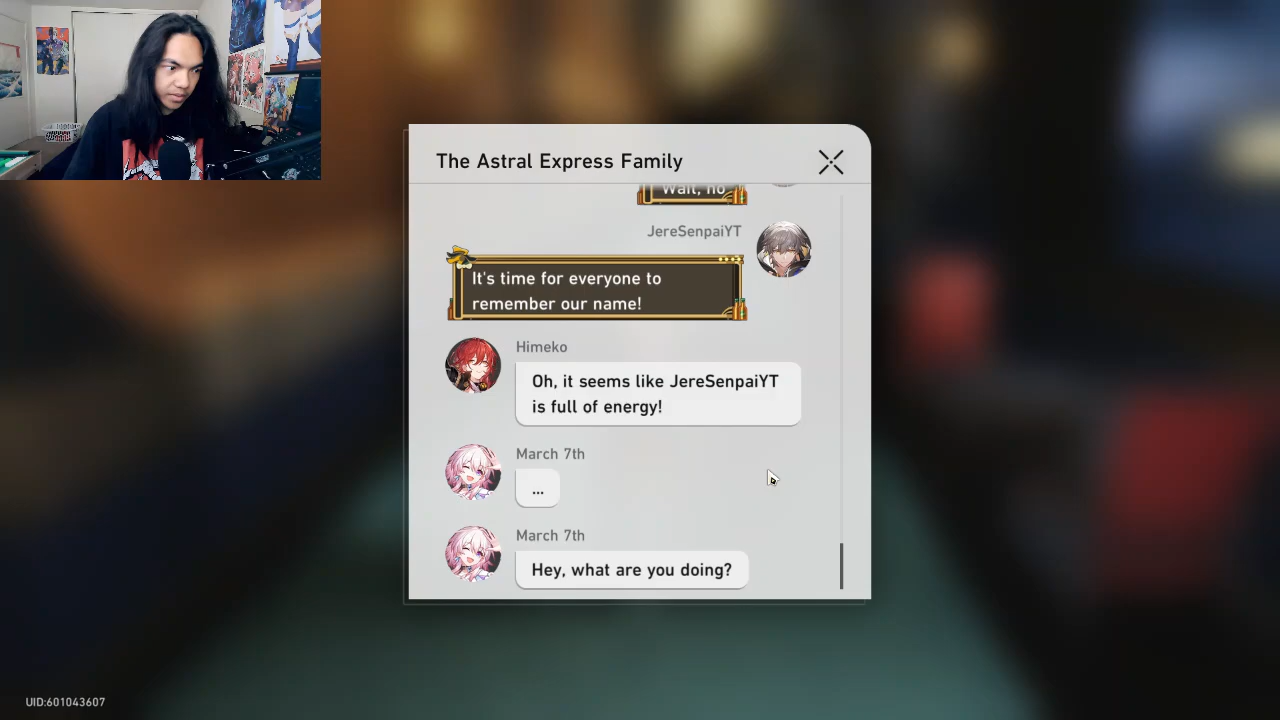 The Astral Express Family
Wait, no
JereSenpaiYT
It's time for everyone to
remember our name!
Himeko
Oh, it seems like JereSenpaiYT
is full of energy!
March 7th
...
March 7th
Hey, what are you doing?
UID:601043607